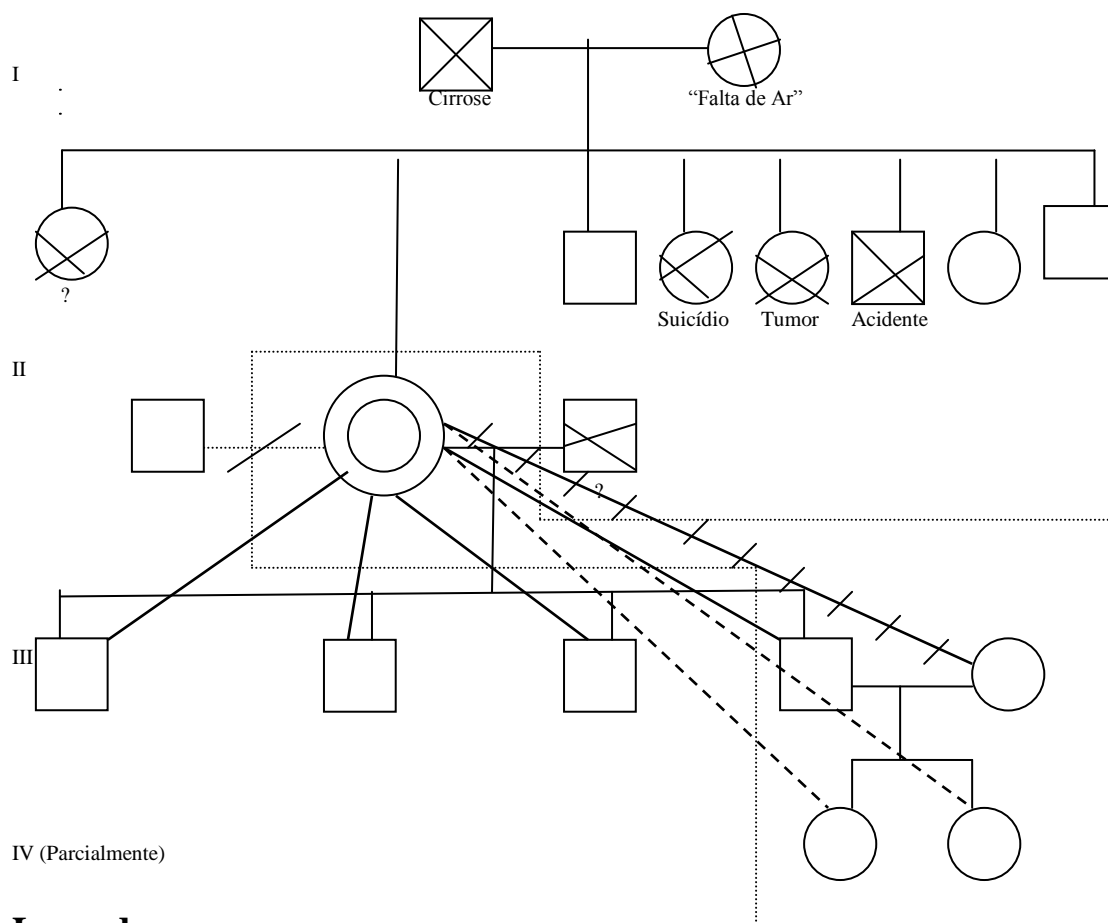 I
Cirrose
“Falta de Ar”
?
Suicídio
Tumor
Acidente
II
?
III
IV (Parcialmente)